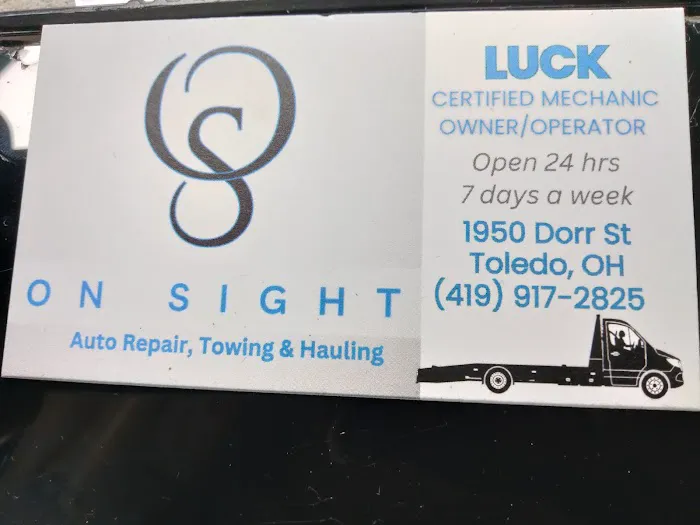 OS
ON SIGHT
Auto Repair, Towing & Hauling
LUCK
CERTIFIED MECHANIC
OWNER/OPERATOR
Open 24 hrs
7 days a week
1950 Dorr St
Toledo, OH
(419) 917-2825